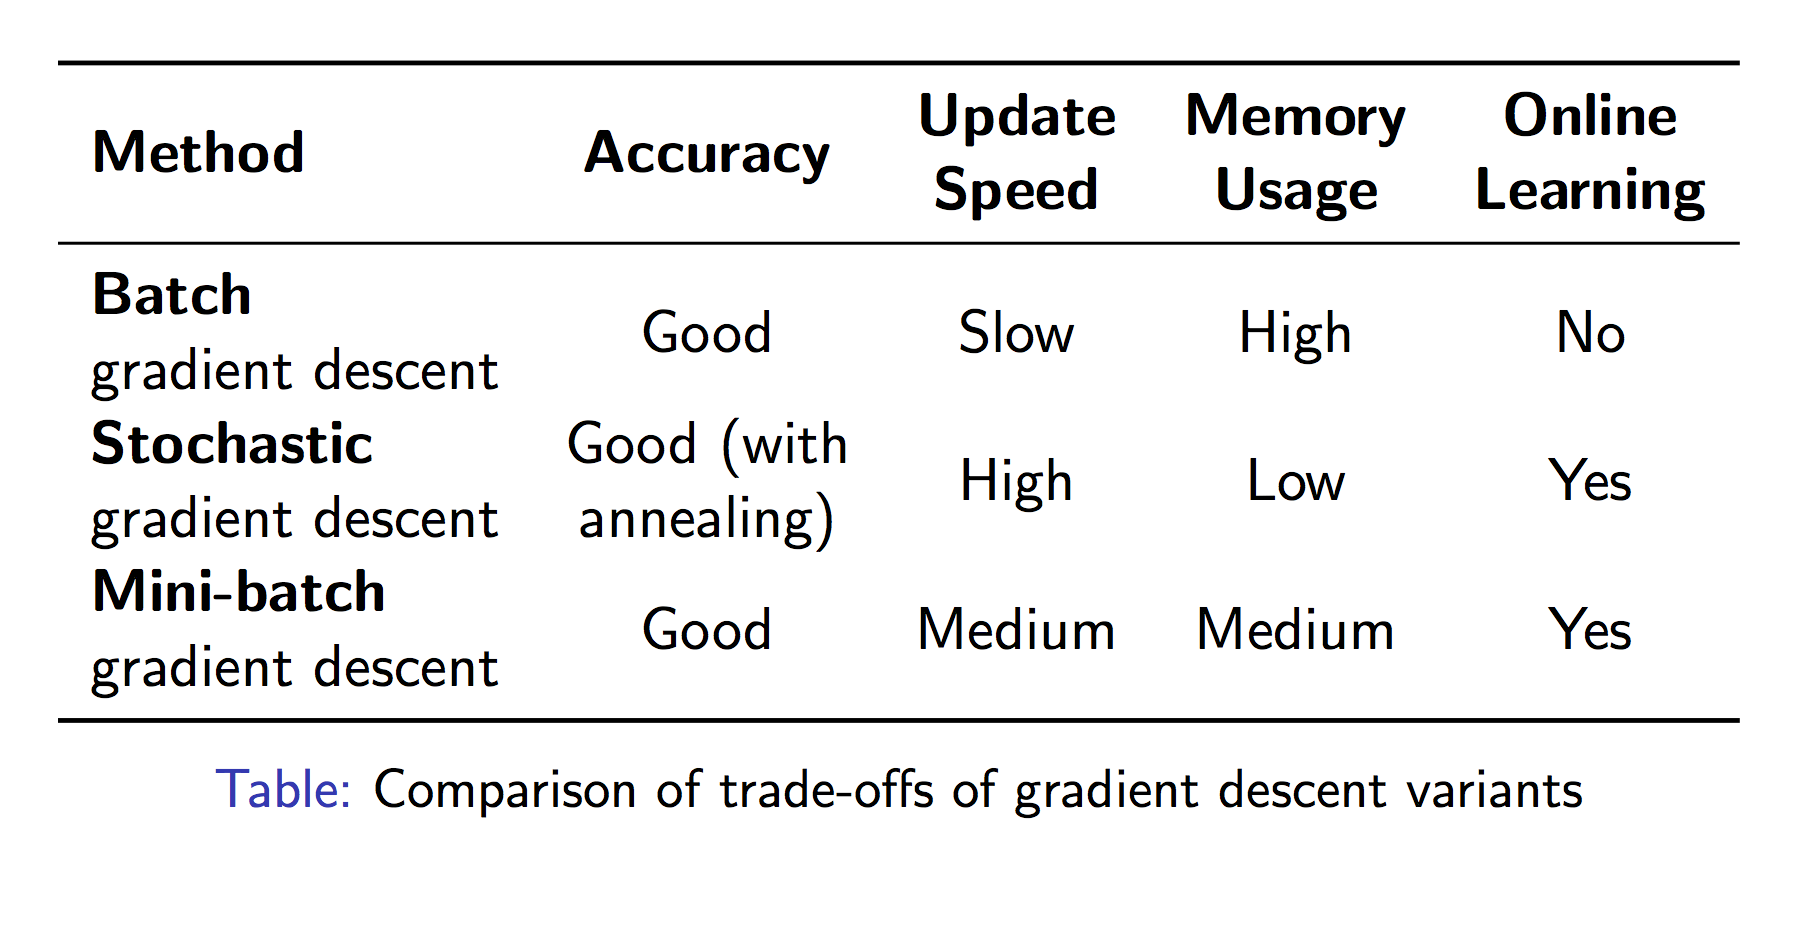 Method Accuracy Update Speed Memory Usage Online Learning
Batch gradient descent Good Slow High No
Stochastic gradient descent Good (with annealing) High Low Yes
Mini-batch gradient descent Good Medium Medium Yes
Table: Comparison of trade-offs of gradient descent variants